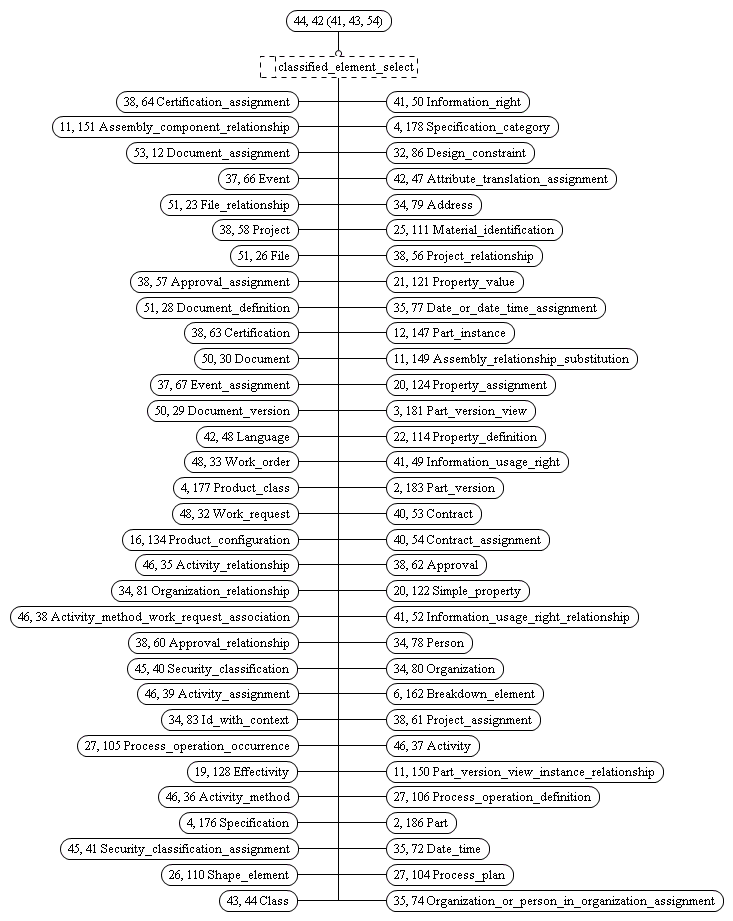 44, 42 (41, 43, 54)
classified_element_select
38, 64 Certification_assignment
41, 50 Information_right
11, 151 Assembly_component_relationship
4, 178 Specification_category
53, 12 Document_assignment
32, 86 Design_constraint
37, 66 Event
42, 47 Attribute_translation_assignment
51, 23 File_relationship
34, 79 Address
38, 58 Project
25, 111 Material_identification
51, 26 File
38, 56 Project_relationship
38, 57 Approval_assignment
21, 121 Property_value
51, 28 Document_definition
35, 77 Date_or_date_time_assignment
38, 63 Certification
12, 147 Part_instance
50, 30 Document
11, 149 Assembly_relationship_substitution
37, 67 Event_assignment
20, 124 Property_assignment
50, 29 Document_version
3, 181 Part_version_view
42, 48 Language
22, 114 Property_definition
48, 33 Work_order
41, 49 Information_usage_right
4, 177 Product_class
2, 183 Part_version
48, 32 Work_request
40, 53 Contract
16, 134 Product_configuration
40, 54 Contract_assignment
46, 35 Activity_relationship
38, 62 Approval
34, 81 Organization_relationship
20, 122 Simple_property
46, 38 Activity_method_work_request_association
41, 52 Information_usage_right_relationship
38, 60 Approval_relationship
34, 78 Person
45, 40 Security_classification
34, 80 Organization
46, 39 Activity_assignment
6, 162 Breakdown_element
34, 83 Id_with_context
38, 61 Project_assignment
27, 105 Process_operation_occurrence
46, 37 Activity
19, 128 Effectivity
11, 150 Part_version_view_instance_relationship
46, 36 Activity_method
27, 106 Process_operation_definition
4, 176 Specification
2, 186 Part
45, 41 Security_classification_assignment
35, 72 Date_time
26, 110 Shape_element
27, 104 Process_plan
43, 44 Class
35, 74 Organization_or_person_in_organization_assignment